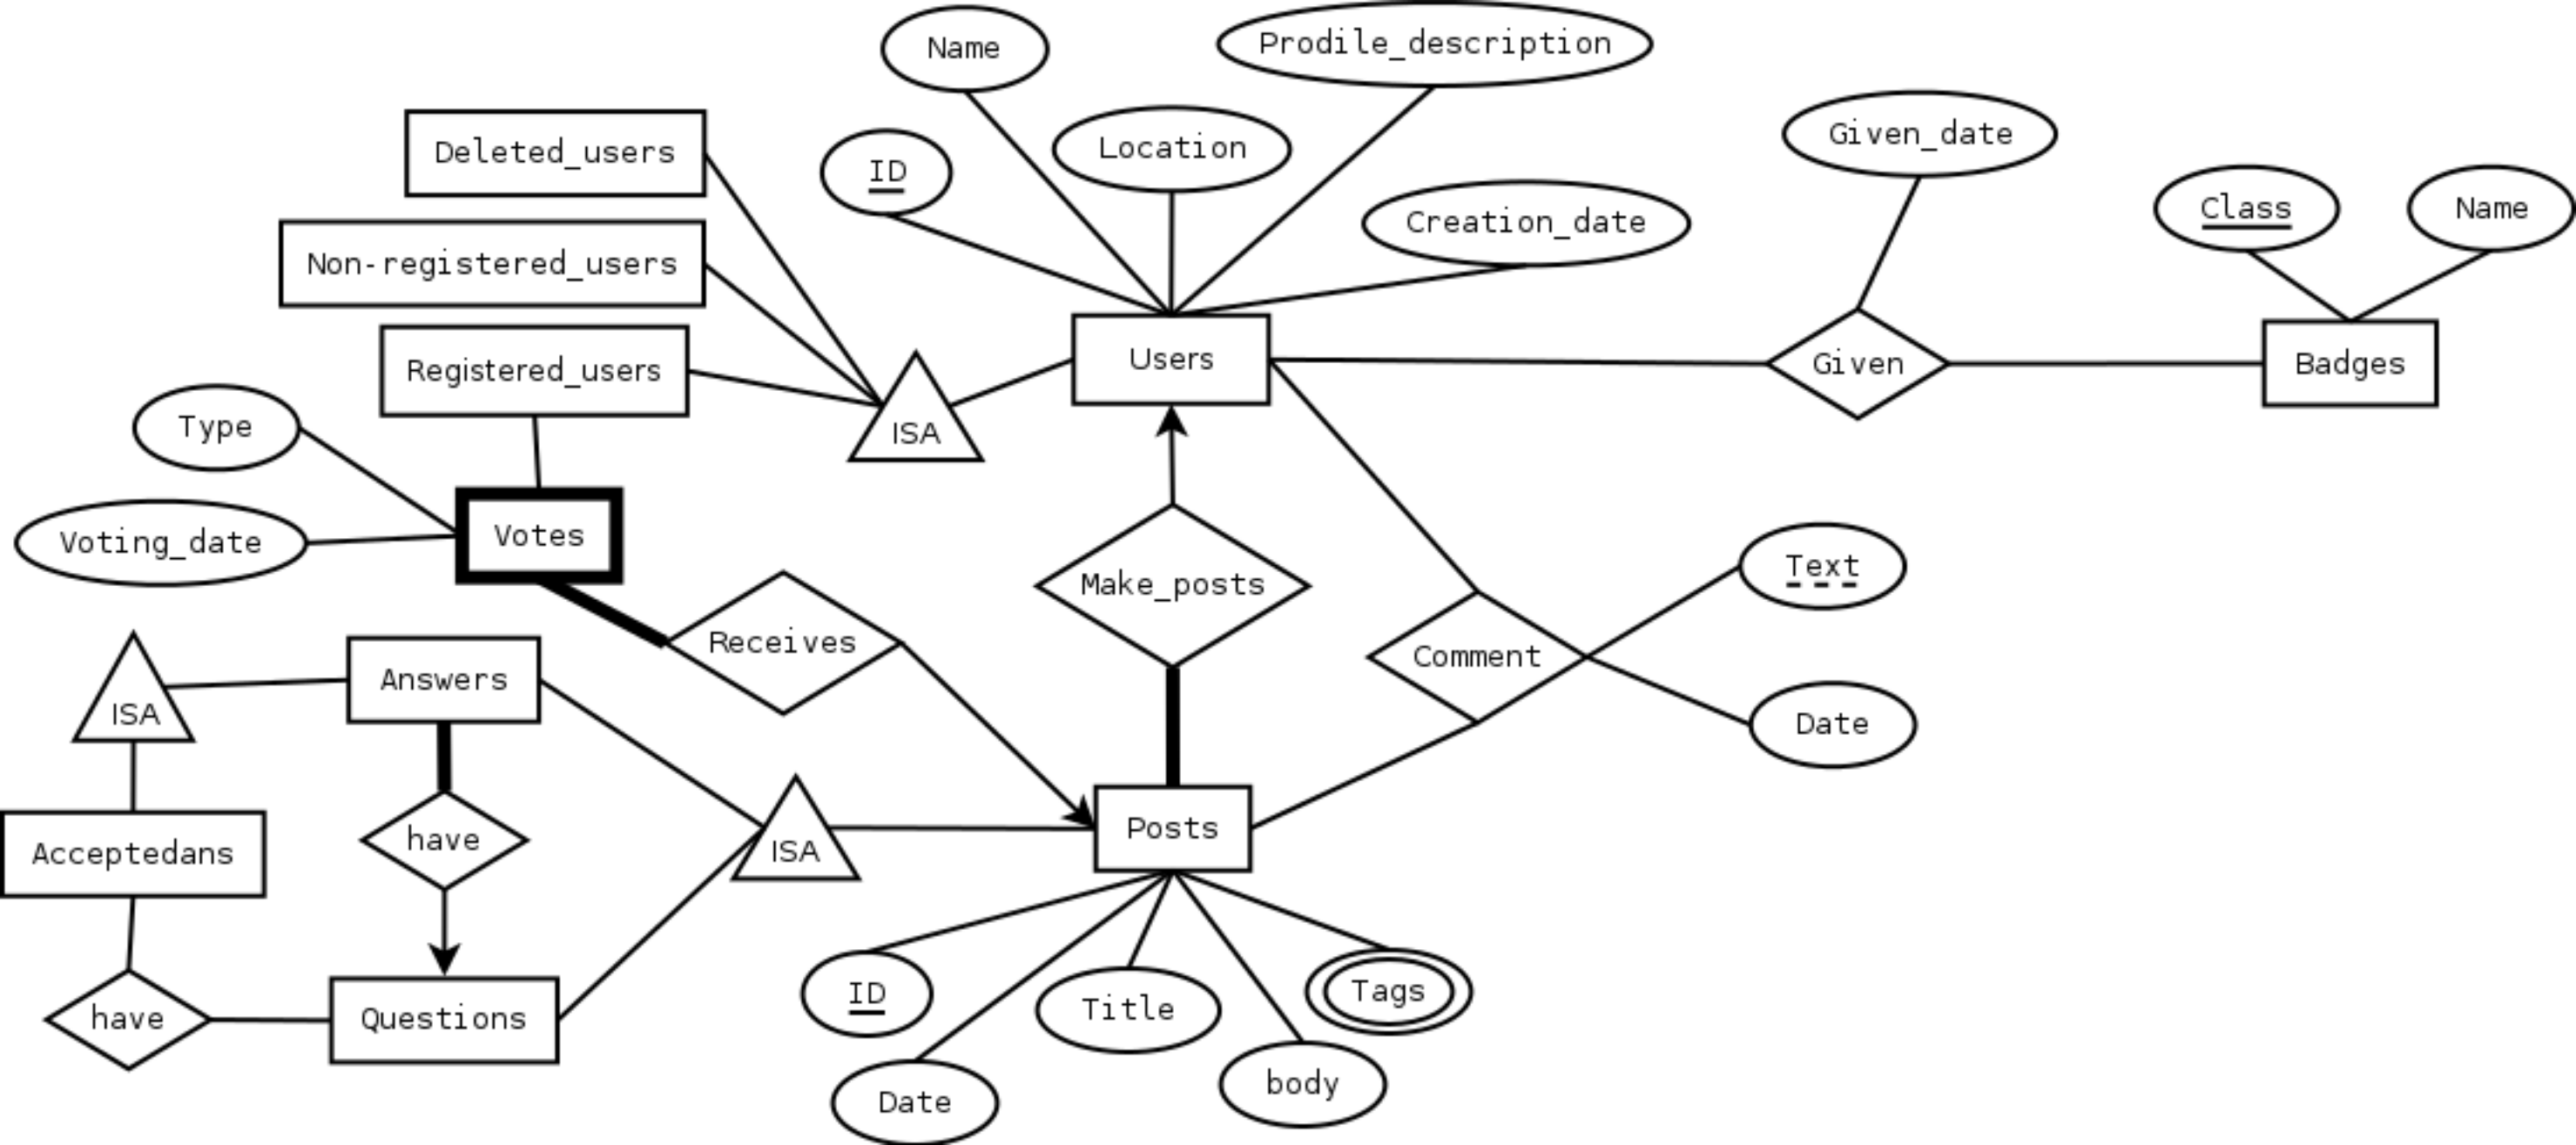 Name
Prodile_description
Given_date
Deleted_users
Location
ID
Class
Name
Creation_date
Non-registered_users
Users
Given
Badges
Registered_users
Type
ISA
Votes
Voting_date
Text
Make_posts
Receives
Comment
Answers
ISA
Date
Posts
have
ISA
Acceptedans
ID
Tags
Title
have
Questions
body
Date